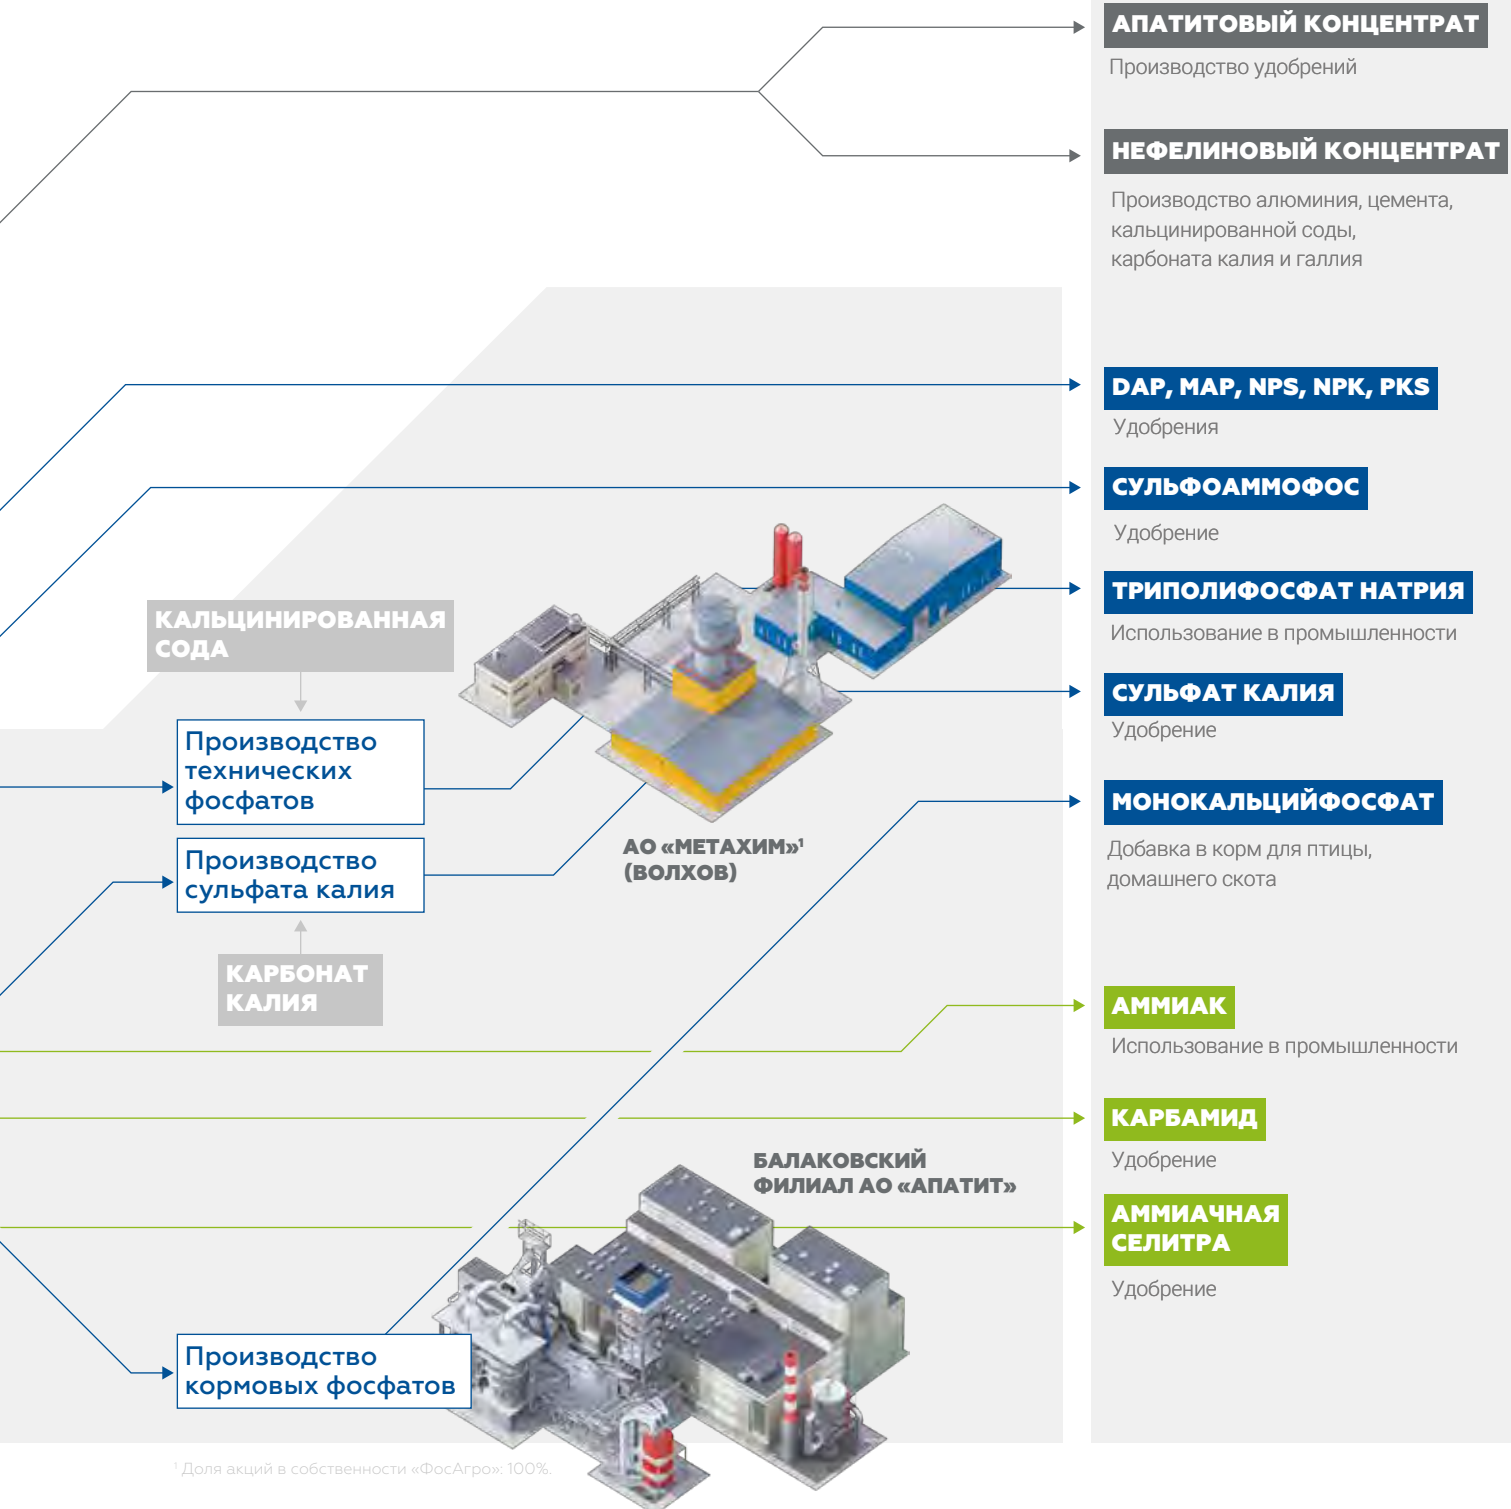 АПАТИТОВЫЙ КОНЦЕНТРАТ
Производство удобрений
НЕФЕЛИНОВЫЙ КОНЦЕНТРАТ
Производство алюминия, цемента,
кальцинированной соды,
карбоната калия и галлия
DAP, MAP, NPS, NPK, PKS
Удобрения
СУЛЬФОАММОФОС
Удобрение
ТРИПОЛИФОСФАТ НАТРИЯ
Использование в промышленности
СУЛЬФАТ КАЛИЯ
Удобрение
МОНОКАЛЬЦИЙФОСФАТ
Добавка в корм для птицы,
домашнего скота
АММИАК
Использование в промышленности
КАРБАМИД
Удобрение
АММИАЧНАЯ
СЕЛИТРА
Удобрение
КАЛЬЦИНИРОВАННАЯ
СОДА
Производство
технических
фосфатов
Производство
сульфата калия
КАРБОНАТ
КАЛИЯ
АО «МЕТАХИМ»¹
(ВОЛХОВ)
БАЛАКОВСКИЙ
ФИЛИАЛ АО «АПАТИТ»
Производство
кормовых фосфатов
¹ Доля акций в собственности «ФосАгро»: 100%.